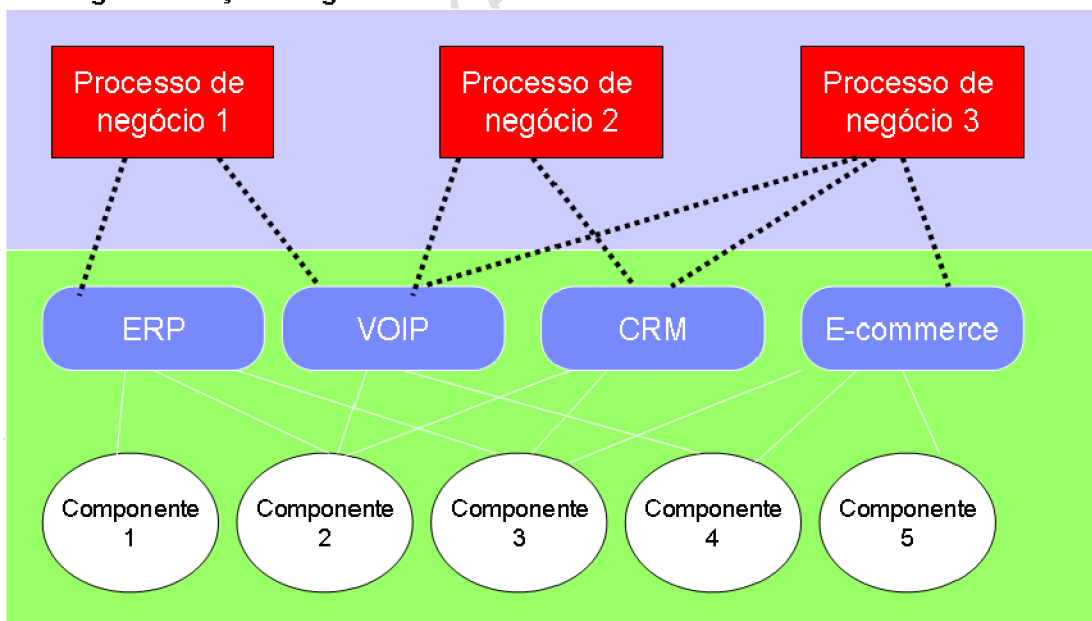 Processo de
negócio 1
Processo de
negócio 2
Processo de
negócio 3
ERP
VOIP
CRM
E-commerce
Componente
1
Componente
2
Componente
3
Componente
4
Componente
5